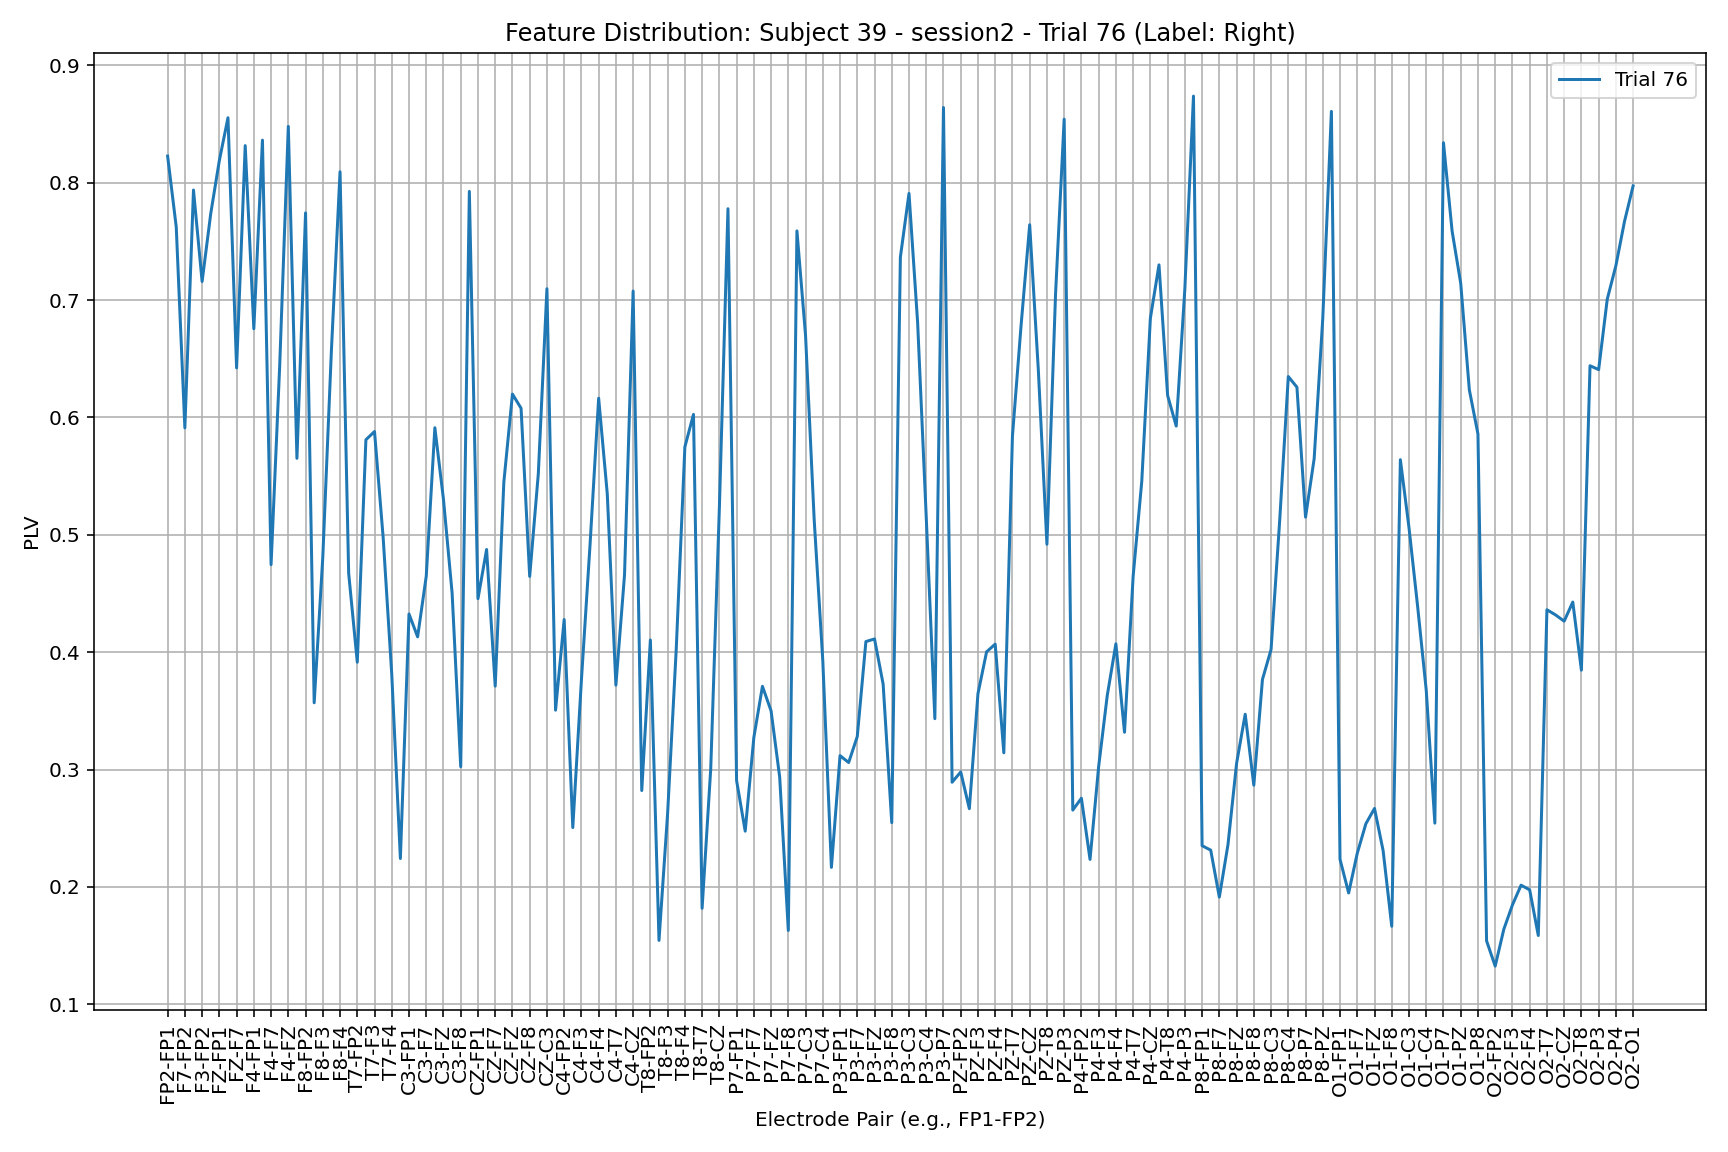 Feature Distribution: Subject 39 - session2 - Trial 76 (Label: Right)
Trial 76
PLV
0.9
0.8
0.7
0.6
0.5
0.4
0.3
0.2
0.1
FP2-FP1
F7-FP2
F3-FP2
FZ-FP1
FZ-F7
F4-FP1
F4-F7
F4-FZ
F8-FP2
F8-F3
F8-F4
T7-FP2
T7-F3
T7-F4
C3-FP1
C3-F7
C3-FZ
C3-F8
CZ-FP1
CZ-F7
CZ-FZ
CZ-F8
CZ-C3
C4-FP2
C4-F3
C4-F4
C4-T7
C4-CZ
T8-FP2
T8-F3
T8-F4
T8-T7
T8-CZ
P7-FP1
P7-F7
P7-FZ
P7-F8
P7-C3
P7-C4
P3-FP1
P3-F7
P3-FZ
P3-F8
P3-C3
P3-C4
P3-P7
PZ-FP2
PZ-F3
PZ-F4
PZ-T7
PZ-CZ
PZ-T8
PZ-P3
P4-FP2
P4-F3
P4-F4
P4-T7
P4-CZ
P4-T8
P4-P3
P8-FP1
P8-F7
P8-FZ
P8-F8
P8-C3
P8-C4
P8-P7
P8-PZ
O1-FP1
O1-F7
O1-FZ
O1-F8
O1-C3
O1-C4
O1-P7
O1-PZ
O1-P8
O2-FP2
O2-F3
O2-F4
O2-T7
O2-CZ
O2-T8
O2-P3
O2-P4
O2-O1
Electrode Pair (e.g., FP1-FP2)